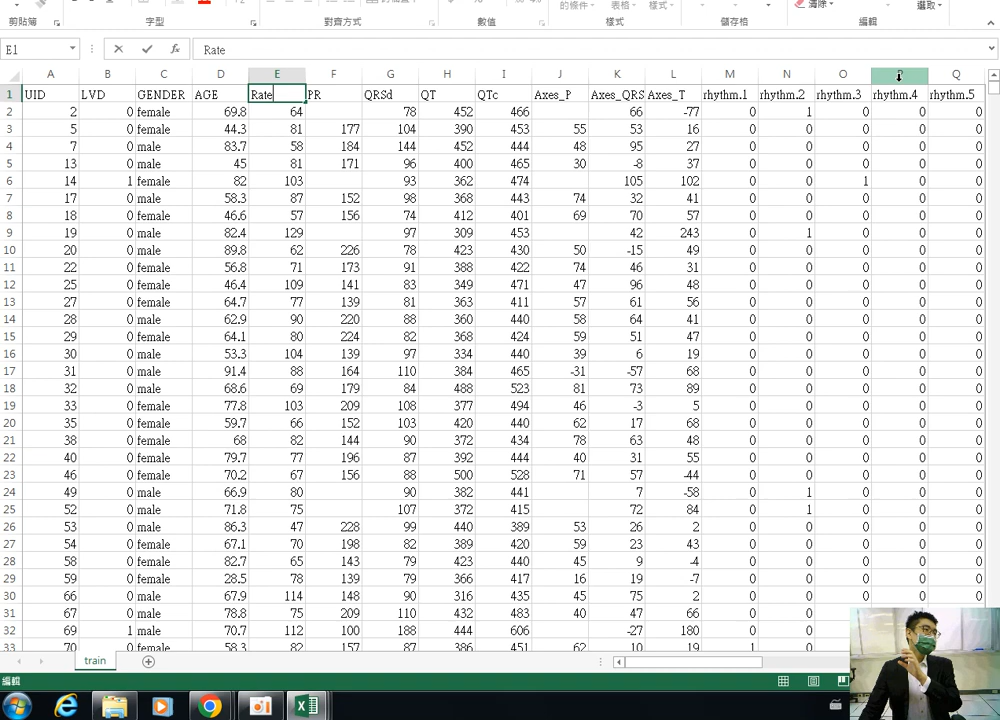 的條件 表格 樣式 清除 選取
剪貼簿 字型 對齊方式 數值 樣式 儲存格 編輯
E1 fx Rate
A B C D E F G H I J K L M N O P Q
1 UID LVD GENDER AGE Rate PR QRSd QT QTc Axes_P Axes_QRS Axes_T rhythm.1 rhythm.2 rhythm.3 rhythm.4 rhythm.5
2 2 0 female 69.8 64 78 452 466 66 -77 0 1 0 0 0
3 5 0 female 44.3 81 177 104 390 453 55 53 16 0 0 0 0 0
4 7 0 male 83.7 58 184 144 452 444 48 95 27 0 0 0 0 0
5 13 0 male 45 81 171 96 400 465 30 -8 37 0 0 0 0 0
6 14 1 female 82 103 93 362 474 105 102 0 0 1 0 0
7 17 0 male 58.3 87 152 98 368 443 74 32 41 0 0 0 0 0
8 18 0 female 46.6 57 156 74 412 401 69 70 57 0 0 0 0 0
9 19 0 male 82.4 129 97 309 453 42 243 0 1 0 0 0
10 20 0 male 89.8 62 226 78 423 430 50 -15 49 0 0 0 0 0
11 22 0 female 56.8 71 173 91 388 422 74 46 31 0 0 0 0 0
12 25 0 female 46.4 109 141 83 349 471 47 96 48 0 0 0 0 0
13 27 0 female 64.7 77 139 81 363 411 57 61 56 0 0 0 0 0
14 28 0 male 62.9 90 220 88 360 440 58 64 41 0 0 0 0 0
15 29 0 female 64.1 80 224 82 368 424 59 51 47 0 0 0 0 0
16 30 0 male 53.3 104 139 97 334 440 39 6 19 0 0 0 0 0
17 31 0 male 91.4 88 164 110 384 465 -31 -57 68 0 0 0 0 0
18 32 0 male 68.6 69 179 84 488 523 81 73 89 0 0 0 0 0
19 33 0 female 77.8 103 209 108 377 494 46 -3 5 0 0 0 0 0
20 35 0 female 59.7 66 152 103 420 440 62 17 68 0 0 0 0 0
21 38 0 female 68 82 144 90 372 434 78 63 48 0 0 0 0 0
22 40 0 female 79.7 77 196 87 392 444 40 31 55 0 0 0 0 0
23 46 0 female 70.2 67 156 88 500 528 71 57 -44 0 0 0 0 0
24 49 0 male 66.9 80 90 382 441 7 -58 0 1 0 0 0
25 52 0 male 71.8 75 107 372 415 72 84 0 1 0 0 0
26 53 0 male 86.3 47 228 99 440 389 53 26 2 0 0 0 0 0
27 54 0 female 67.1 70 198 82 389 420 59 23 43 0 0 0 0 0
28 58 0 female 82.7 65 143 79 423 440 45 9 -4 0 0 0 0 0
29 59 0 female 28.5 78 139 79 366 417 16 19 -7 0 0 0 0 0
30 66 0 male 67.9 114 148 90 316 435 45 75 2 0 0 0 0 0
31 67 0 male 78.8 75 209 110 432 483 40 47 66 0 0 0 0 0
32 69 1 male 70.7 112 100 188 444 606 -27 180 0 0 0
33 70 0 female 58.3 82 157 87 386 451 62 10 19 1 0 0
train
編輯